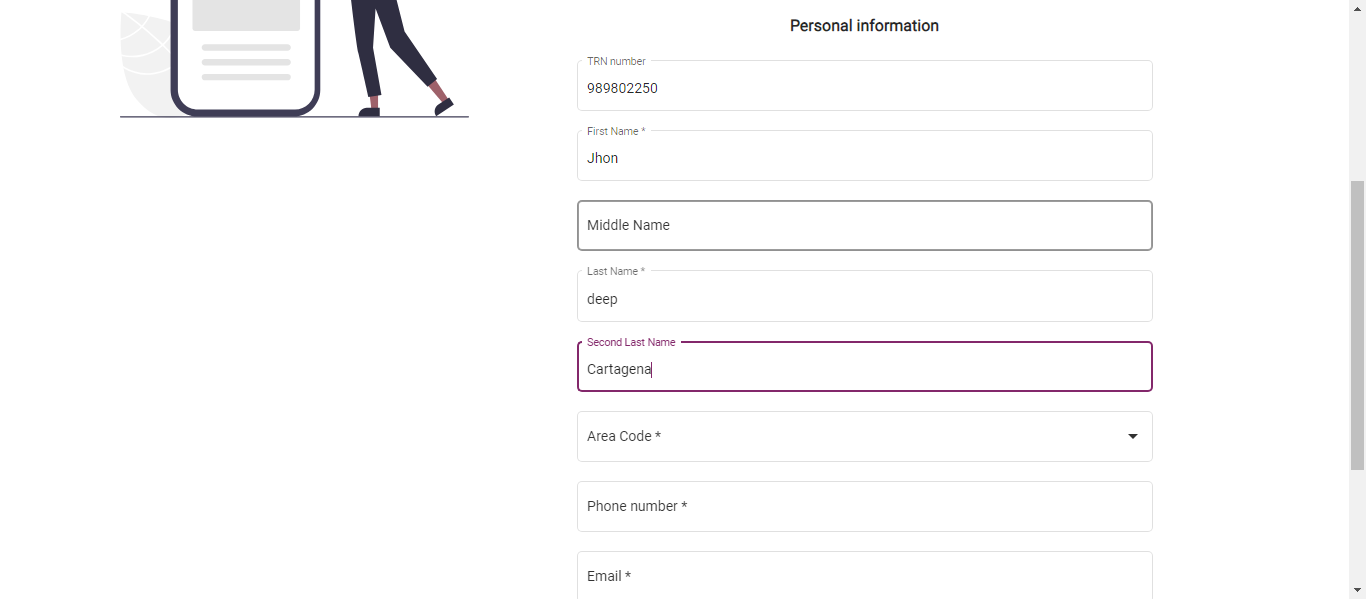 Personal information
TRN number
989802250
First Name *
Jhon
Middle Name
Last Name *
deep
Second Last Name
Cartagena
Area Code *
Phone number *
Email *